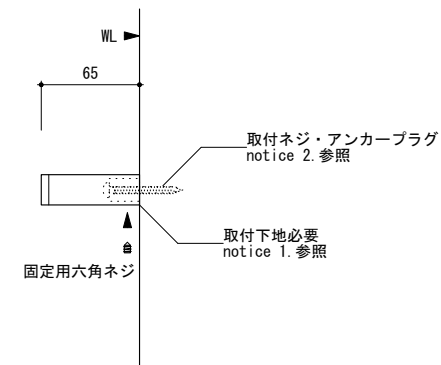 WL
65
取付ネジ・アンカープラグ
notice 2.参照
取付下地必要
notice 1.参照
固定用六角ネジ